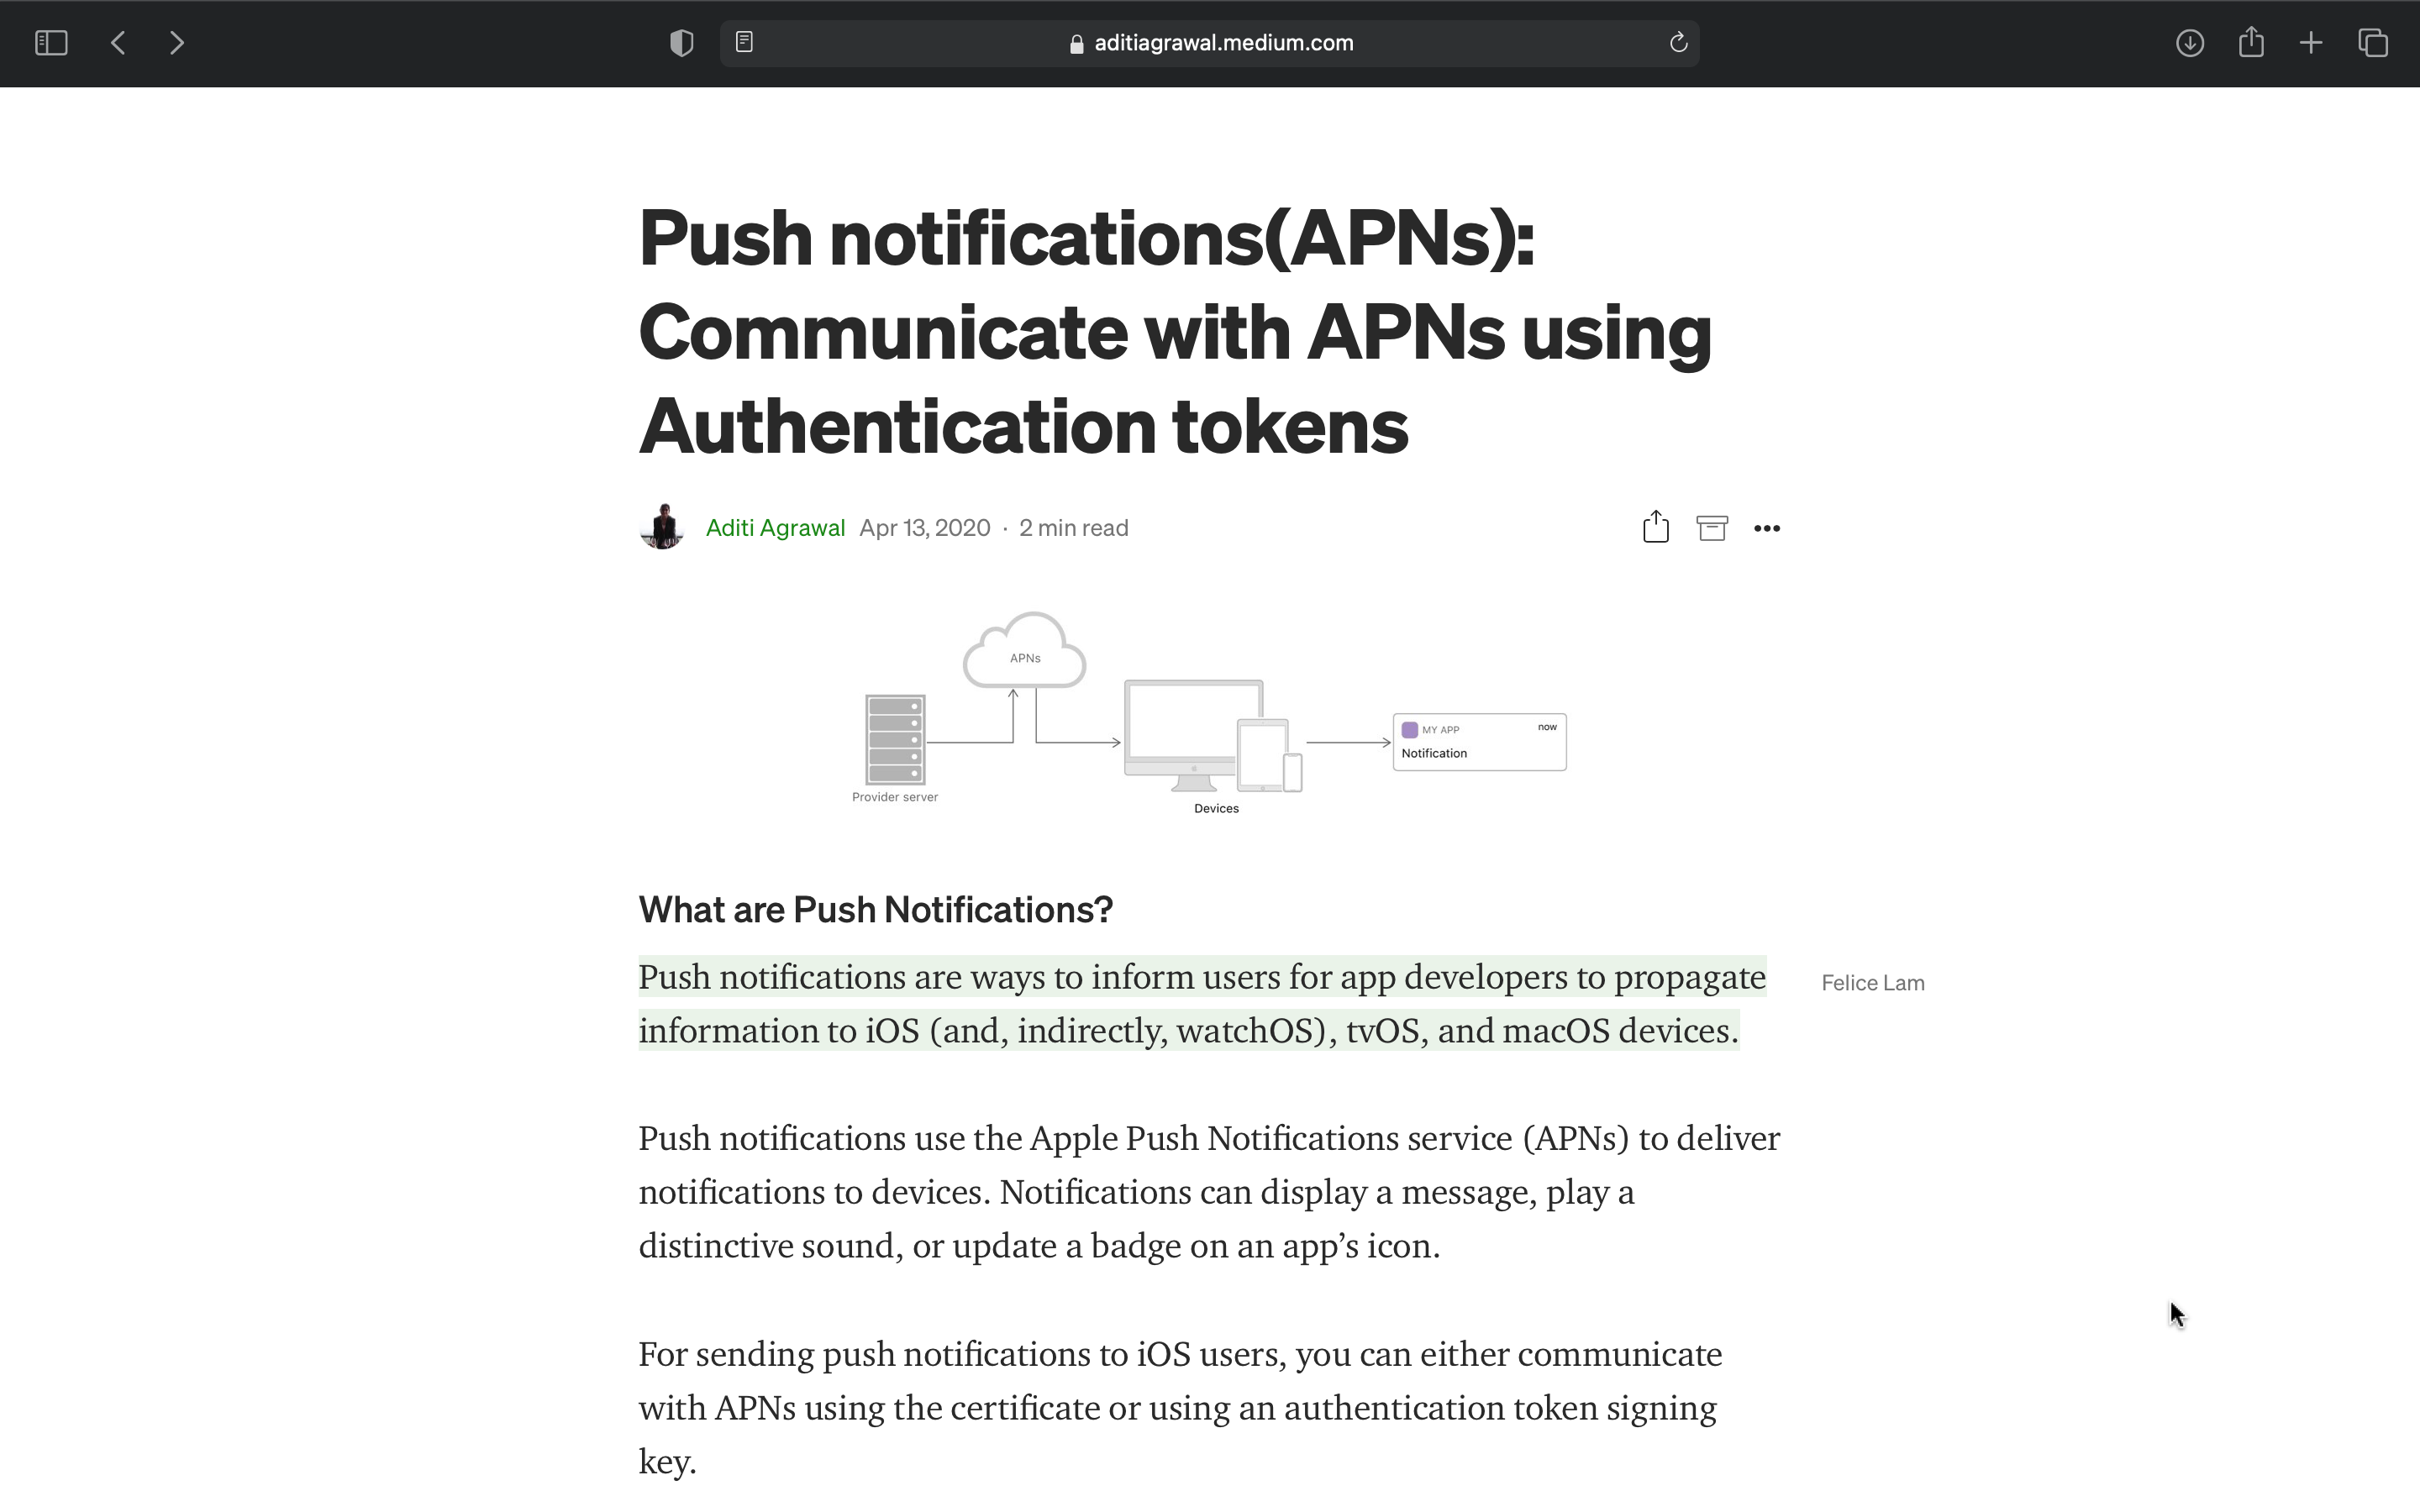 aditiagrawal.medium.com
Push notifications(APNs):
Communicate with APNs using
Authentication tokens
Aditi Agrawal Apr 13, 2020 · 2 min read
APNs
MY APP now
Notification
Provider server
Devices
What are Push Notifications?
Push notifications are ways to inform users for app developers to propagate
Felice Lam
information to iOS (and, indirectly, watchOS), tvOS, and macOS devices.
Push notifications use the Apple Push Notifications service (APNs) to deliver
notifications to devices. Notifications can display a message, play a
distinctive sound, or update a badge on an app’s icon.
For sending push notifications to iOS users, you can either communicate
with APNs using the certificate or using an authentication token signing
key.